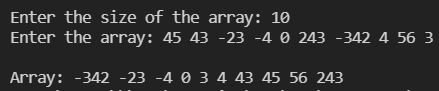 Enter the size of the array: 10
Enter the array: 45 43 -23 -4 0 243 -342 4 56 3
Array: -342 -23 -4 0 3 4 43 45 56 243